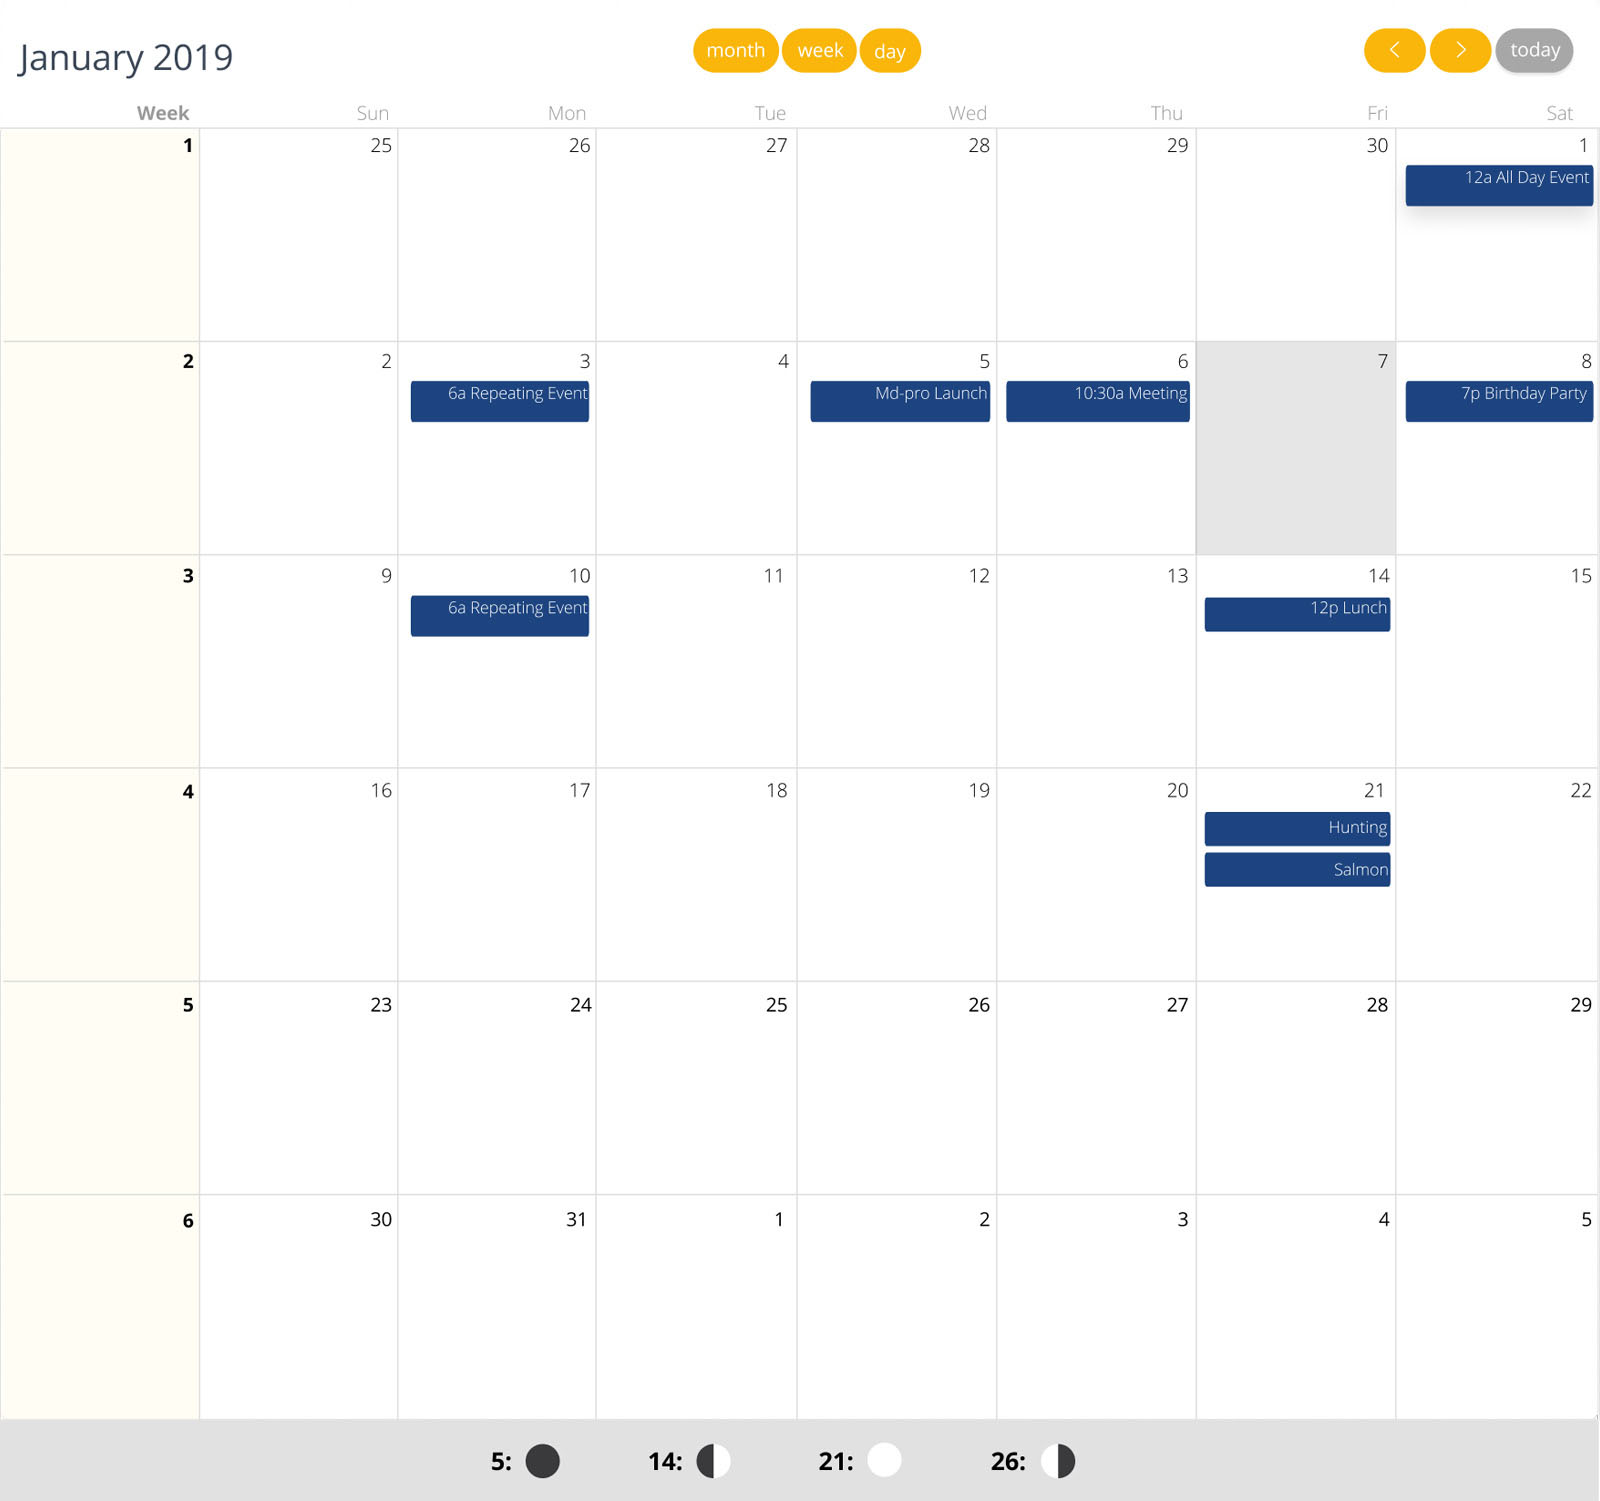 January 2019
month week day
< > today
Week Sun Mon Tue Wed Thu Fri Sat
1 25 26 27 28 29 30 1
12a All Day Event
2 2 3 4 5 6 7 8
6a Repeating Event Md-pro Launch 10:30a Meeting 7p Birthday Party
3 9 10 11 12 13 14 15
6a Repeating Event 12p Lunch
4 16 17 18 19 20 21 22
Hunting
Salmon
5 23 24 25 26 27 28 29
6 30 31 1 2 3 4 5
5: 14: 21: 26: